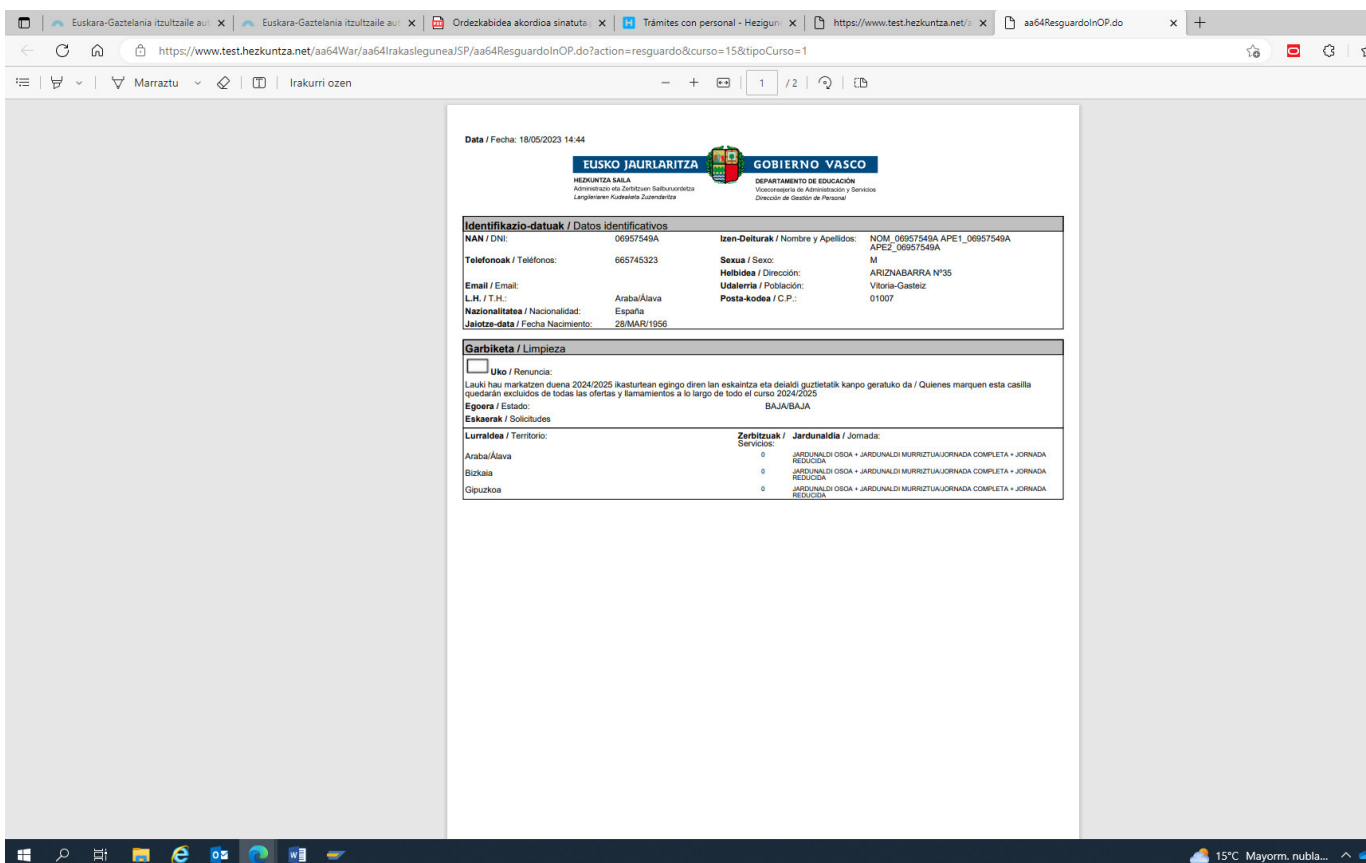 Euskara-Gaztelania itzultzaile aut
Euskara-Gaztelania itzultzaile aut
Ordezkabidea akordioa sinatuta
Trámites con personal - Hezigun
https://www.test.hezkuntza.net/a
aa64ResguardoInOP.do
https://www.test.hezkuntza.net/aa64War/aa64IrakasleguneaJSP/aa64ResguardoInOP.do?action=resguardo&curso=15&tipoCurso=1
Marraztu Irakurri ozen 1 /2
Data / Fecha: 18/05/2023 14:44
EUSKO JAURLARITZA GOBIERNO VASCO
HEZKUNTZA SAILA
Administrazio eta Zerbitzuen Sailburuordetza
Langileriaren Kudeaketa Zuzendaritza
DEPARTAMENTO DE EDUCACIÓN
Viceconsejería de Administración y Servicios
Dirección de Gestión de Personal
Identifikazio-datuak / Datos identificativos
NAN / DNI: 06957549A Izen-Deiturak / Nombre y Apellidos: NOM_06957549A APE1_06957549A
APE2_06957549A
Telefonoak / Teléfonos: 665745323 Sexua / Sexo: M
Helbidea / Dirección: ARIZNABARRA Nº35
Email / Email: Udalerria / Población: Vitoria-Gasteiz
L.H. / T.H.: Araba/Álava Posta-kodea / C.P.: 01007
Nazionalitatea / Nacionalidad: España
Jaiotze-data / Fecha Nacimiento: 28/MAR/1956
Garbiketa / Limpieza
Uko / Renuncia:
Lauki hau markatzen duena 2024/2025 ikasturtean egingo diren lan eskaintza eta deialdi guztietatik kanpo geratuko da / Quienes marquen esta casilla
quedarán excluidos de todas las ofertas y llamamientos a lo largo de todo el curso 2024/2025
Egoera / Estado: BAJA/BAJA
Eskaerak / Solicitudes
Lurraldea / Territorio: Zerbitzuak / Jardunaldia / Jornada:
Servicios:
Araba/Álava 0 JARDUNALDI OSOA + JARDUNALDI MURRIZTUA/JORNADA COMPLETA + JORNADA
REDUCIDA
Bizkaia 0 JARDUNALDI OSOA + JARDUNALDI MURRIZTUA/JORNADA COMPLETA + JORNADA
REDUCIDA
Gipuzkoa 0 JARDUNALDI OSOA + JARDUNALDI MURRIZTUA/JORNADA COMPLETA + JORNADA
REDUCIDA
15°C Mayorm. nubla...